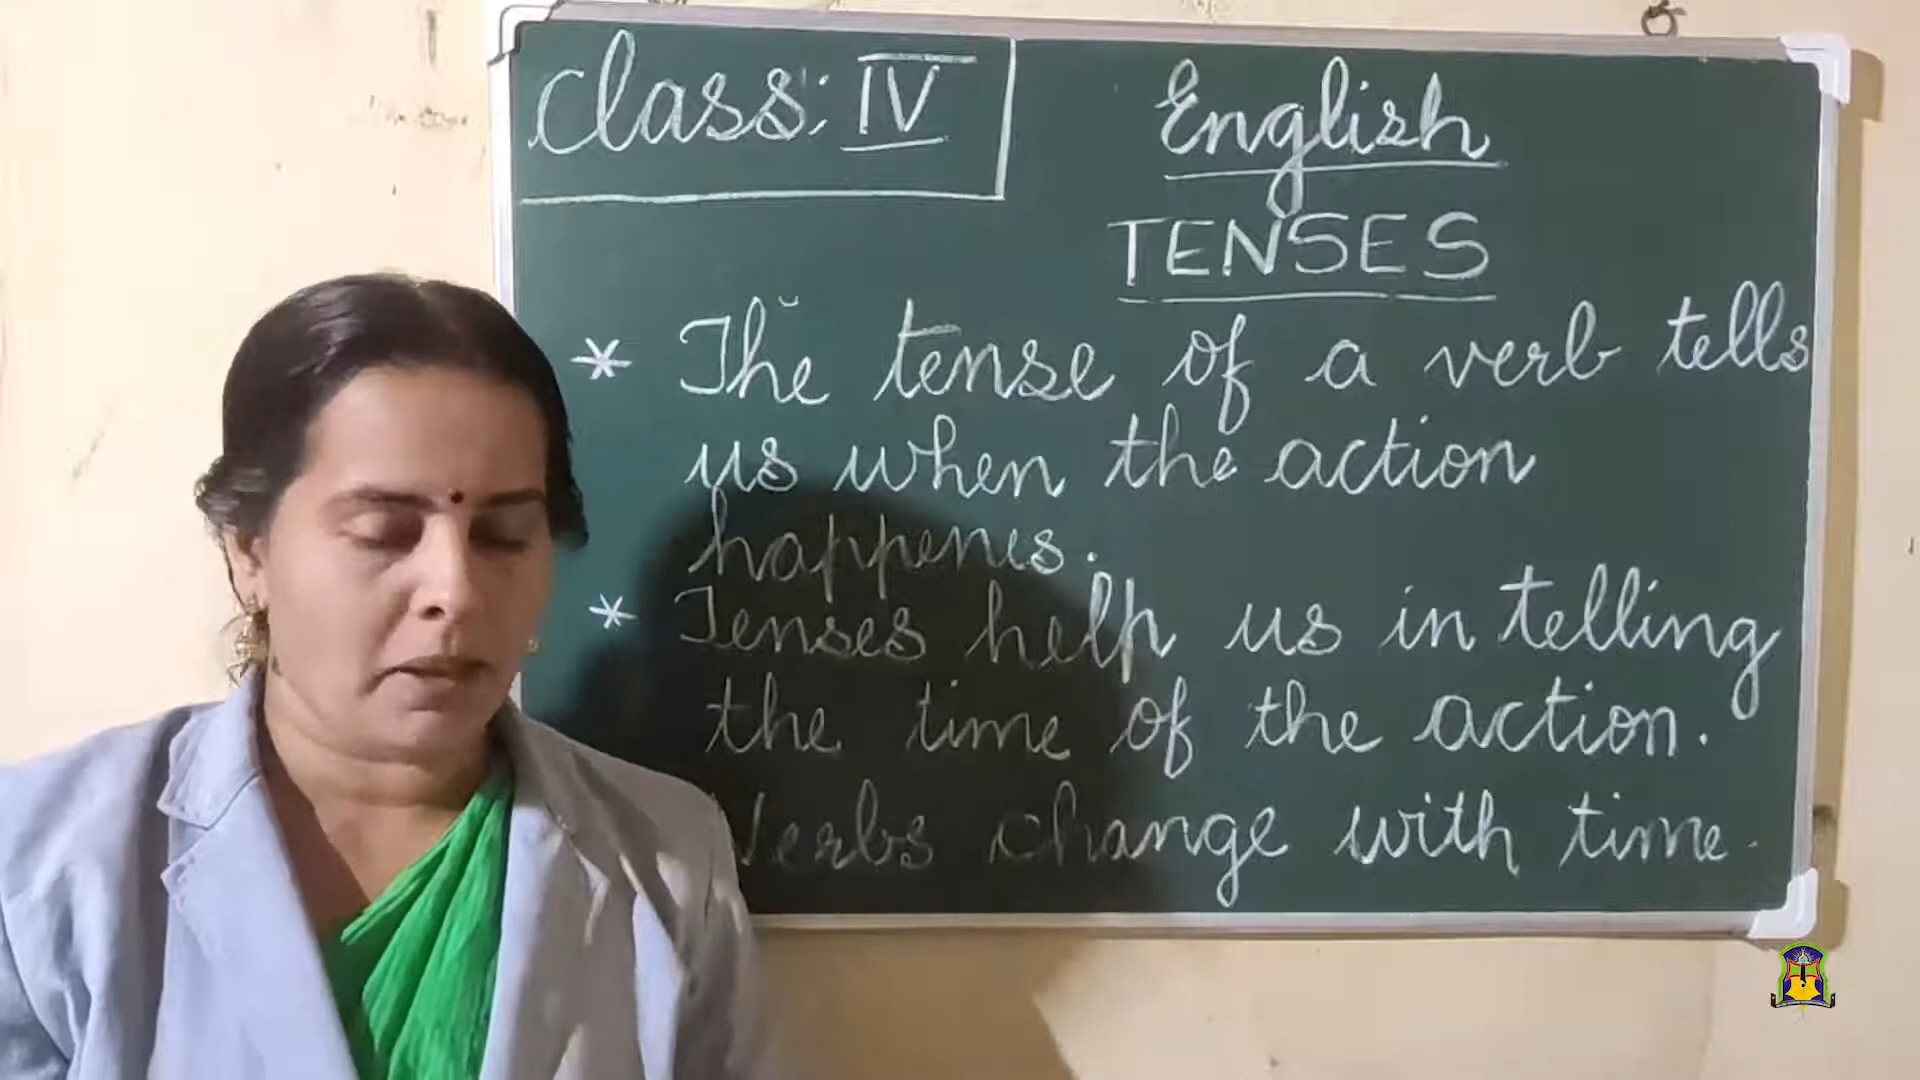 Class: IV
English
TENSES
* The tense of a verb tells
us when the action
happenes.
* Tenses help us in telling
the time of the action.
Verbs change with time.